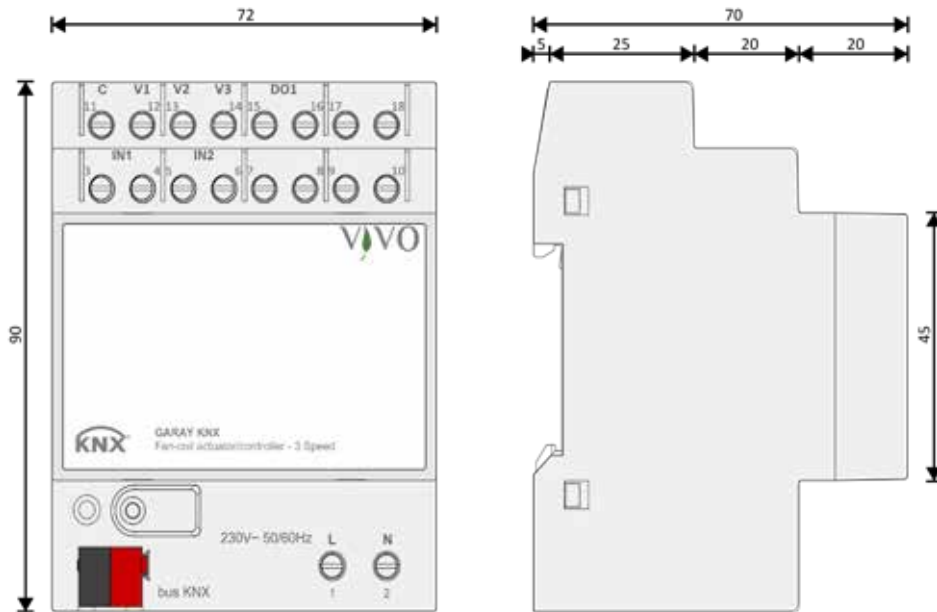 72
70
5 25 20 20
C V1 V2 V3 DO1
11 12 13 14 15 16 17 18
IN1 IN2
3 4 5 6 7 8 9 10
VIVO
90
45
KNX
GARAY KNX
Fan-coil actuator/controller - 3 Speed
230V~ 50/60Hz L N
1 2
bus KNX